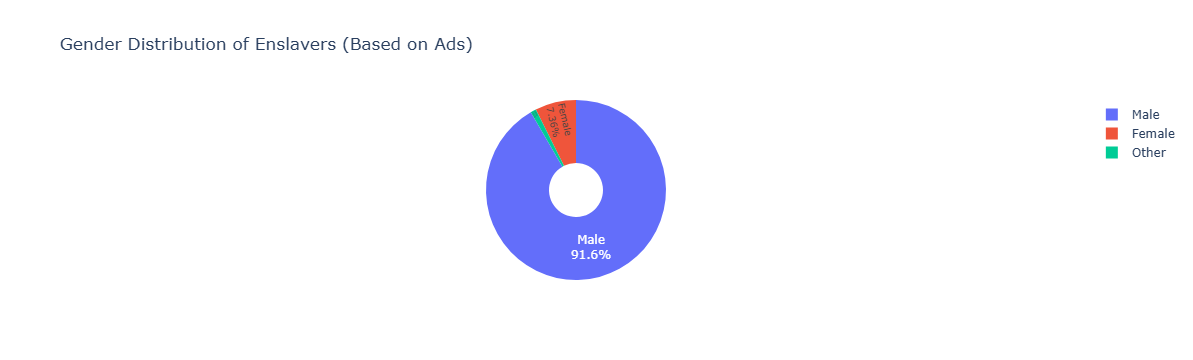 Gender Distribution of Enslavers (Based on Ads)
Female
7.36%
Male
91.6%
Male
Female
Other